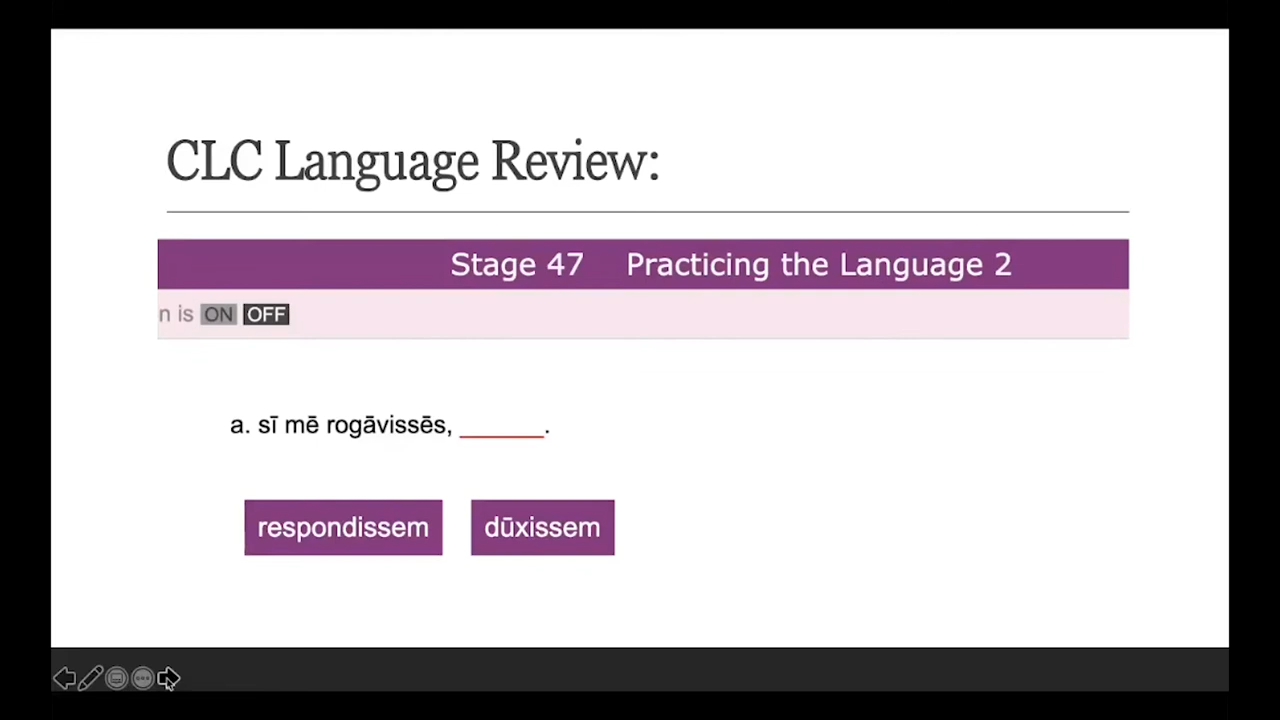 CLC Language Review:
Stage 47 Practicing the Language 2
n is ON OFF
a. sī mē rogāvissēs, ______.
respondissem dūxissem